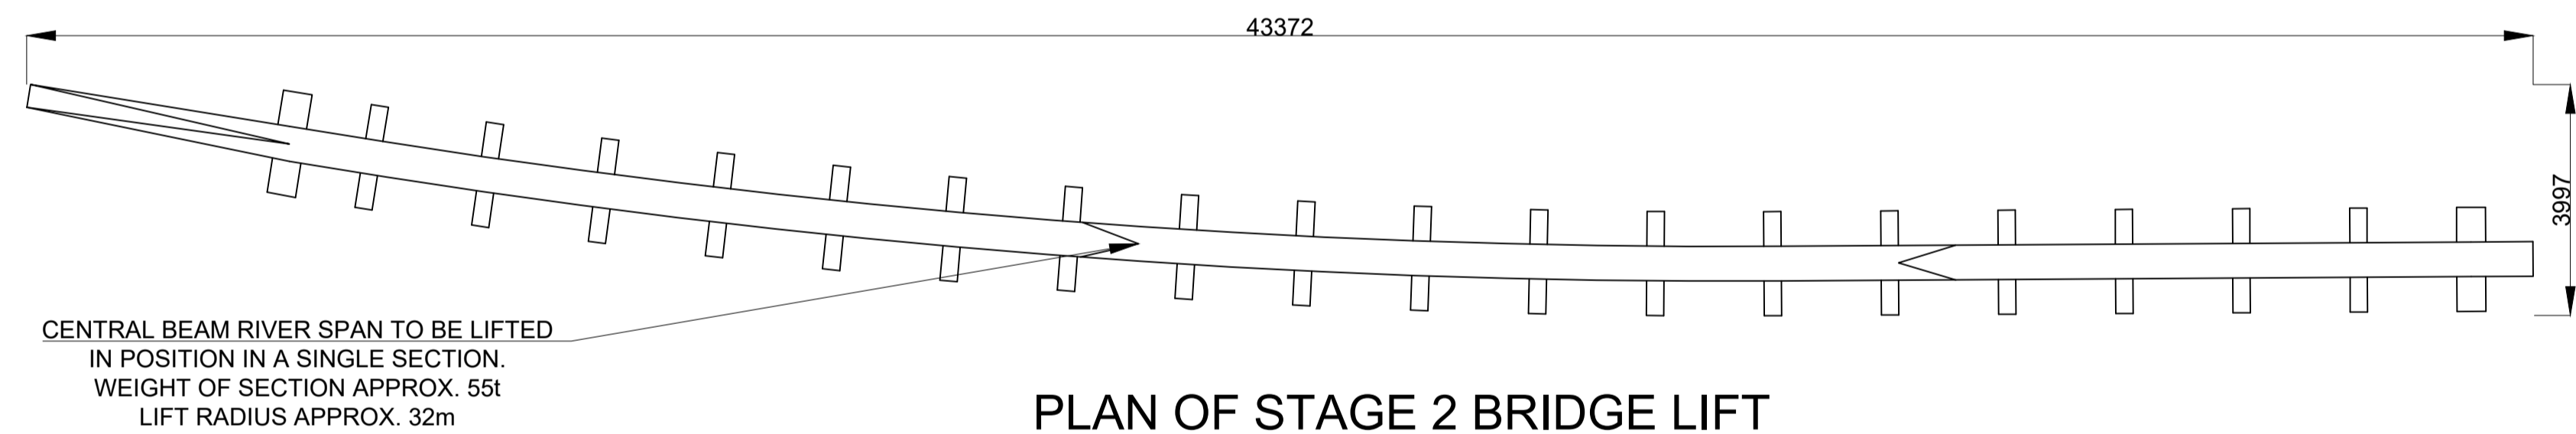 43372
3997
CENTRAL BEAM RIVER SPAN TO BE LIFTED
IN POSITION IN A SINGLE SECTION.
WEIGHT OF SECTION APPROX. 55t
LIFT RADIUS APPROX. 32m
PLAN OF STAGE 2 BRIDGE LIFT